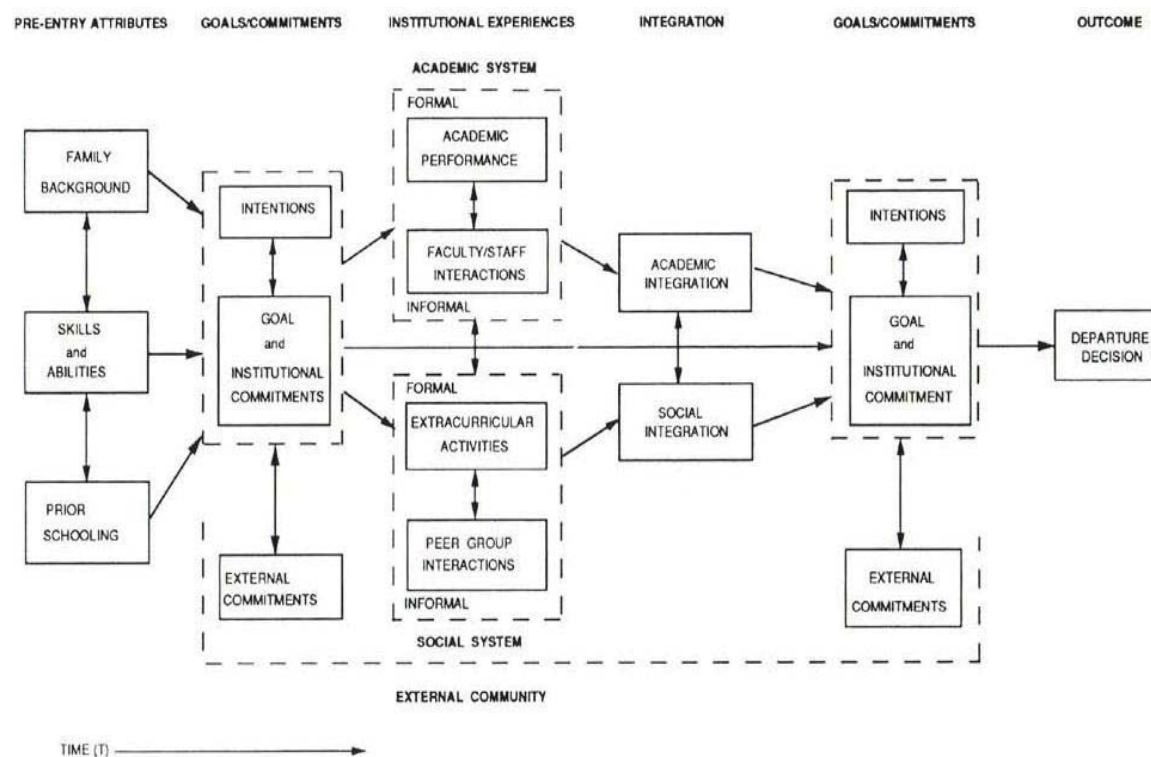 PRE-ENTRY ATTRIBUTES
GOALS/COMMITMENTS
INSTITUTIONAL EXPERIENCES
INTEGRATION
GOALS/COMMITMENTS
OUTCOME
ACADEMIC SYSTEM
FORMAL
ACADEMIC
PERFORMANCE
FACULTY/STAFF
INTERACTIONS
INFORMAL
FAMILY
BACKGROUND
SKILLS
and
ABILITIES
PRIOR
SCHOOLING
INTENTIONS
GOAL
and
INSTITUTIONAL
COMMITMENTS
EXTERNAL
COMMITMENTS
FORMAL
EXTRACURRICULAR
ACTIVITIES
PEER GROUP
INTERACTIONS
INFORMAL
SOCIAL SYSTEM
ACADEMIC
INTEGRATION
SOCIAL
INTEGRATION
INTENTIONS
GOAL
and
INSTITUTIONAL
COMMITMENT
EXTERNAL
COMMITMENTS
DEPARTURE
DECISION
EXTERNAL COMMUNITY
TIME (T)